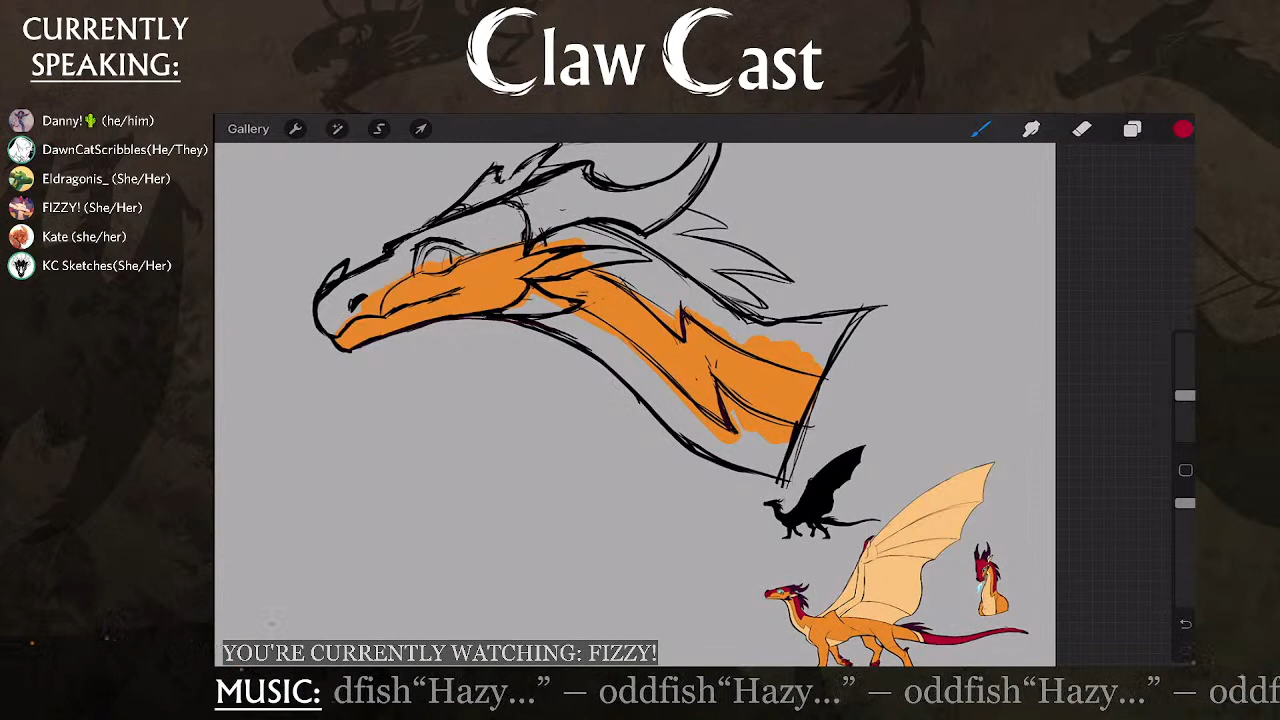 CURRENTLY
SPEAKING:
Claw Cast
Danny!🌵 (he/him)
DawnCatScribbles(He/They)
Eldragonis_ (She/Her)
FIZZY! (She/Her)
Kate (she/her)
KC Sketches(She/Her)
Gallery
YOU'RE CURRENTLY WATCHING: FIZZY!
MUSIC: dfish“Hazy...” – oddfish“Hazy...” – oddfish“Hazy...” – oddf